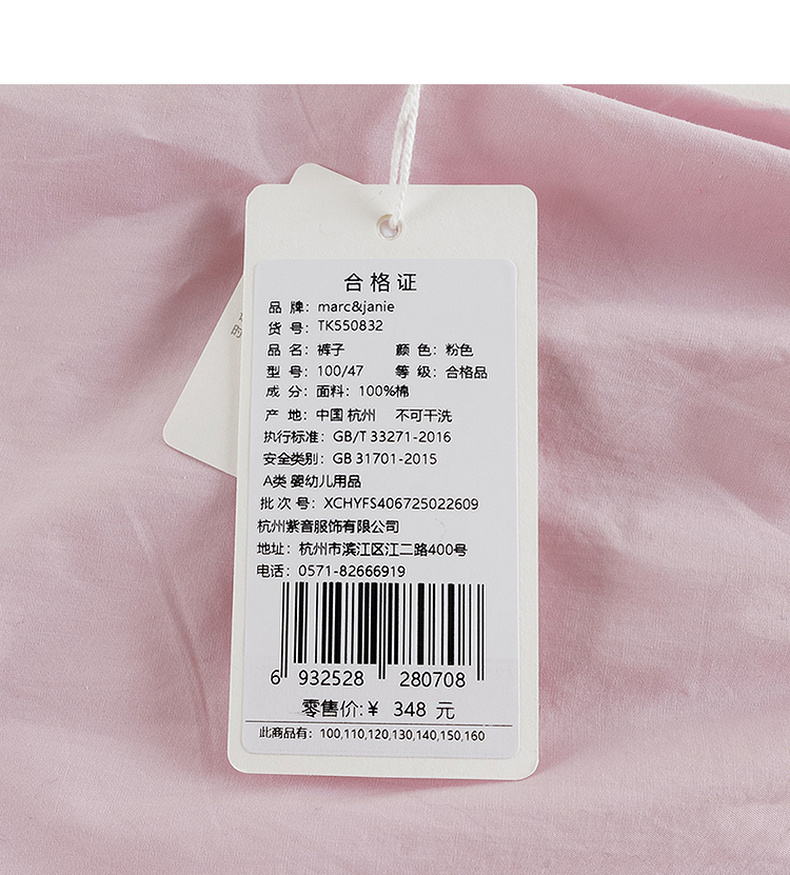 合格证
品 牌：marc&janie
货 号：TK550832
品 名：裤子 颜 色：粉色
型 号：100/47 等 级：合格品
成 分：面料：100%棉
产 地：中国 杭州 不可干洗
执行标准：GB/T 33271-2016
安全类别：GB 31701-2015
A类 婴幼儿用品
批 次 号：XCHYFS406725022609
杭州紫音服饰有限公司
地址：杭州市滨江区江二路400号
电话：0571-82666919
6 932528 280708
零售价:¥ 348 元
此商品有：100,110,120,130,140,150,160
的